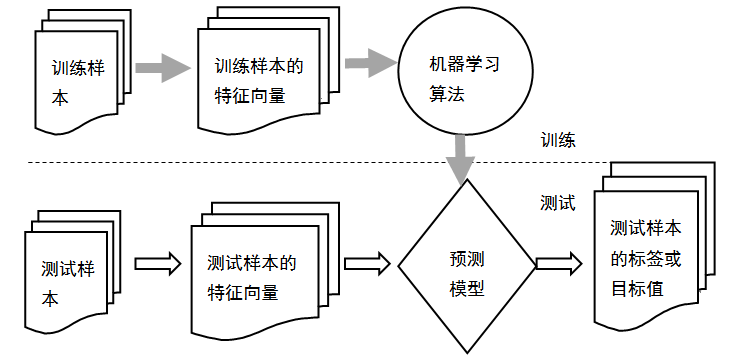 训练样
本
训练样本的
特征向量
机器学习
算法
训练
测试
测试样
本
测试样本的
特征向量
预测
模型
测试样本
的标签或
目标值